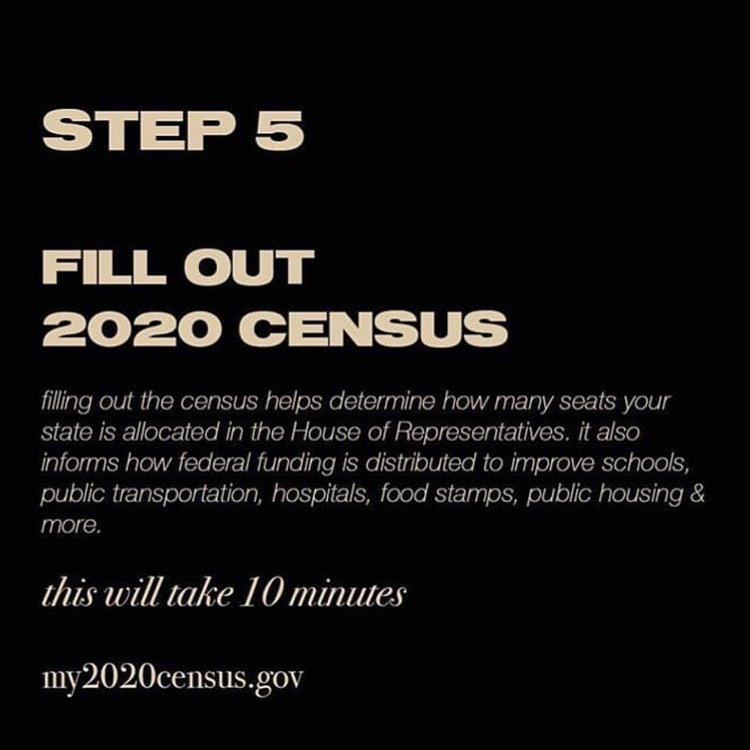 STEP 5
FILL OUT
2020 CENSUS
filling out the census helps determine how many seats your
state is allocated in the House of Representatives. it also
informs how federal funding is distributed to improve schools,
public transportation, hospitals, food stamps, public housing &
more.
this will take 10 minutes
my2020census.gov